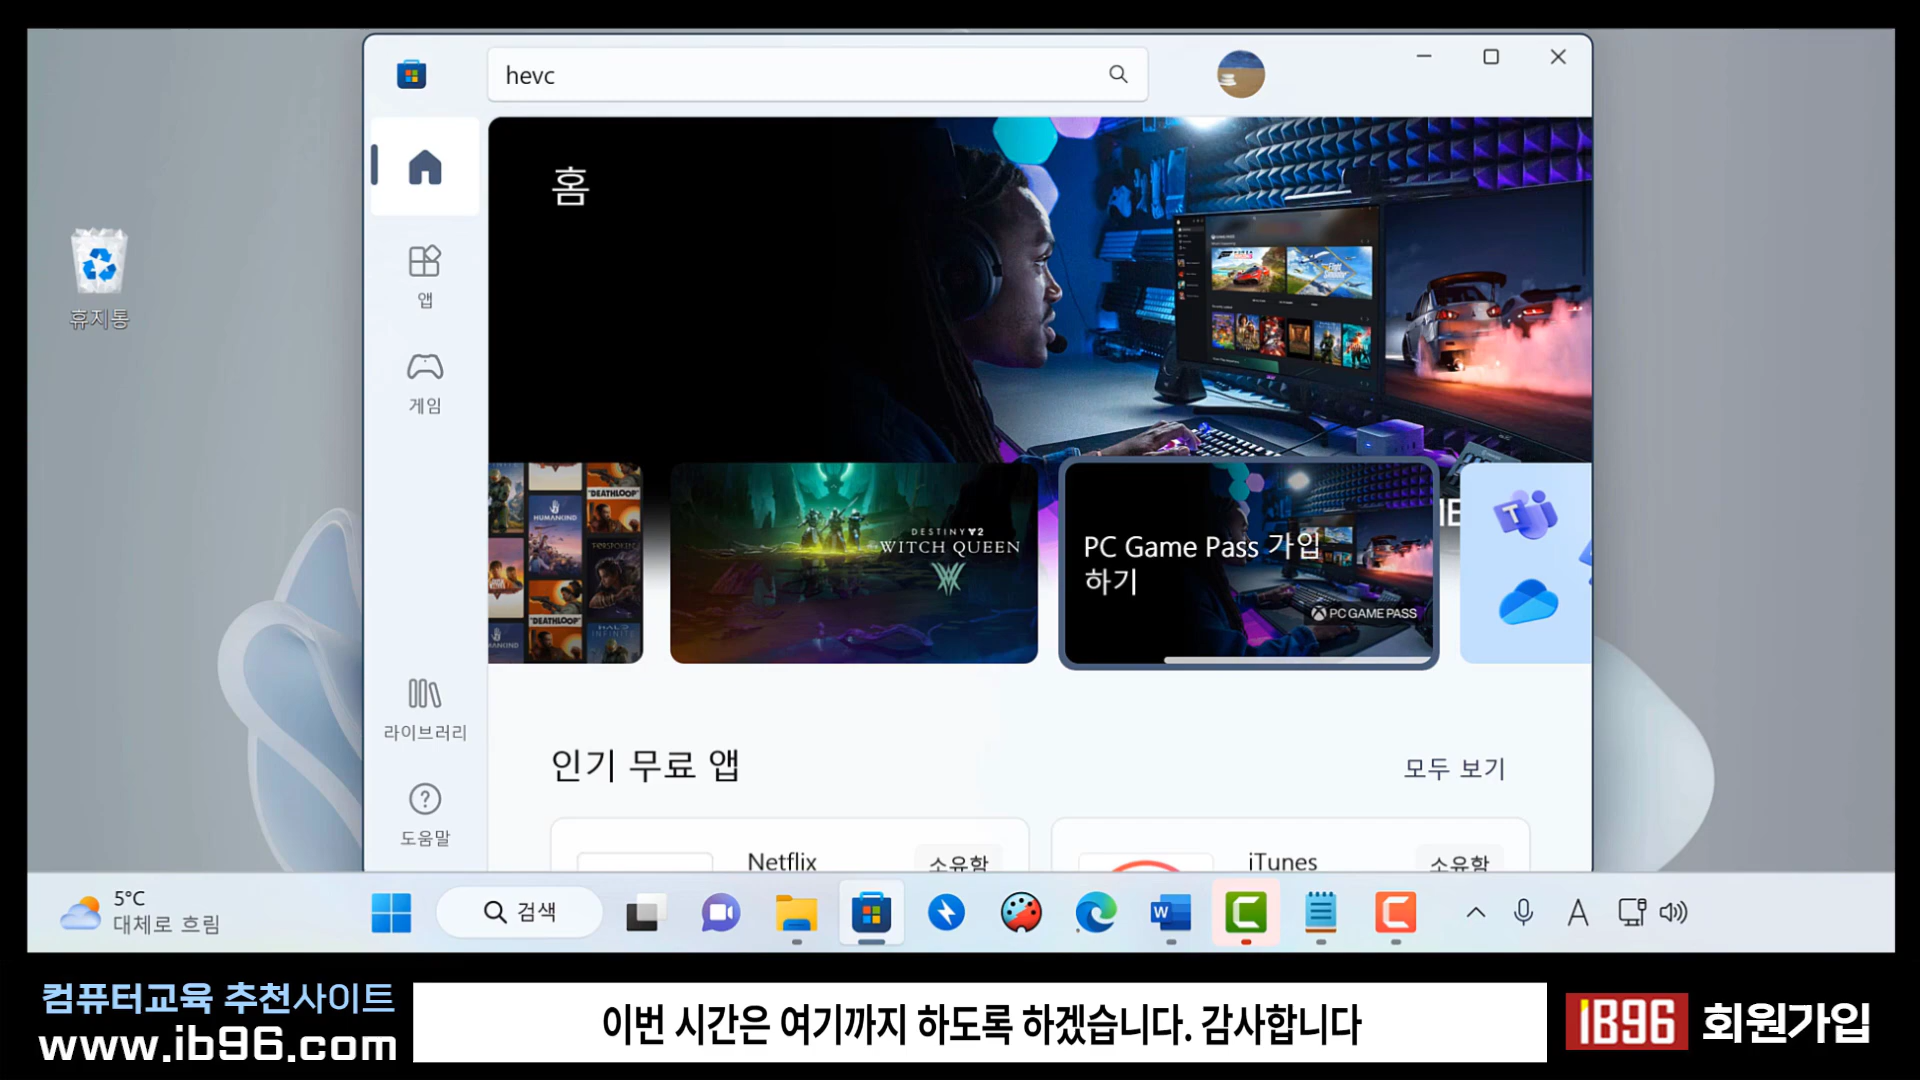 hevc
홈
앱
게임
라이브러리
도움말
휴지통
DEATHLOOP
HUMANKIND
DEATHLOOP
HALO
INFINITE
DESTINY 2
WITCH QUEEN
PC Game Pass 가입
하기
PC GAME PASS
인기 무료 앱
모두 보기
Netflix
소유함
iTunes
소유함
5°C
대체로 흐림
검색
A
컴퓨터교육 추천사이트
www.ib96.com
이번 시간은 여기까지 하도록 하겠습니다. 감사합니다
IB96 회원가입